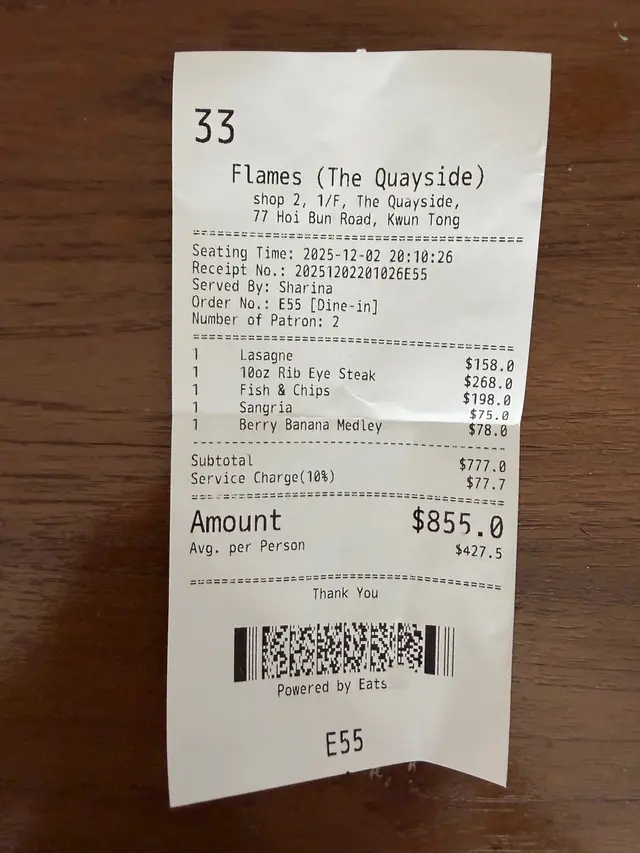 33
Flames (The Quayside)
shop 2, 1/F, The Quayside,
77 Hoi Bun Road, Kwun Tong
Seating Time: 2025-12-02 20:10:26
Receipt No.: 20251202201026E55
Served By: Sharina
Order No.: E55 [Dine-in]
Number of Patron: 2
1 Lasagne $158.0
1 10oz Rib Eye Steak $268.0
1 Fish & Chips $198.0
1 Sangria $75.0
1 Berry Banana Medley $78.0
Subtotal $777.0
Service Charge(10%) $77.7
Amount $855.0
Avg. per Person $427.5
Thank You
Powered by Eats
E55